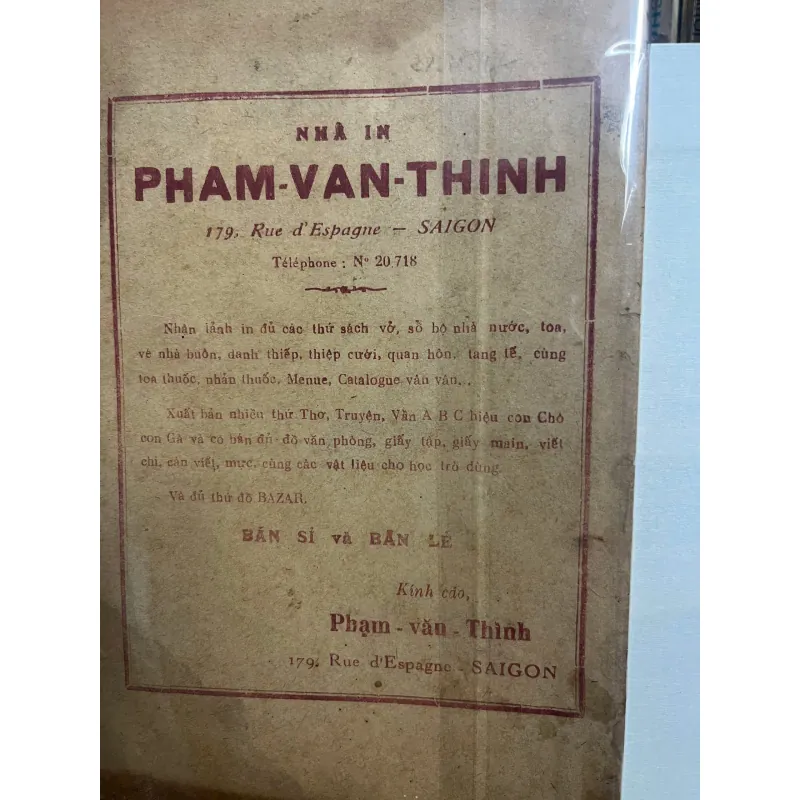 NHÀ IN
PHAM-VAN-THINH
179, Rue d'Espagne — SAIGON
Téléphone : Nº 20.718
Nhận lãnh in đủ các thứ sách vở, sổ bộ nhà nước, toa,
vé nhà buôn, danh thiếp, thiệp cưới, quan hôn, tang tế, cùng
toa thuốc, nhãn thuốc, Menue, Catalogue vân vân...
Xuất bản nhiều thứ Thơ, Truyện, Vần A B C hiệu con Chó
con Gà và có bán đủ đồ văn phòng, giấy tập, giấy main, viết
chì, cán viết, mực, cùng các vật liệu cho học trò dùng.
Và đủ thứ đồ BAZAR.
BÁN SỈ và BÁN LẺ
Kính cáo,
Phạm - văn - Thình
179, Rue d'Espagne - SAIGON